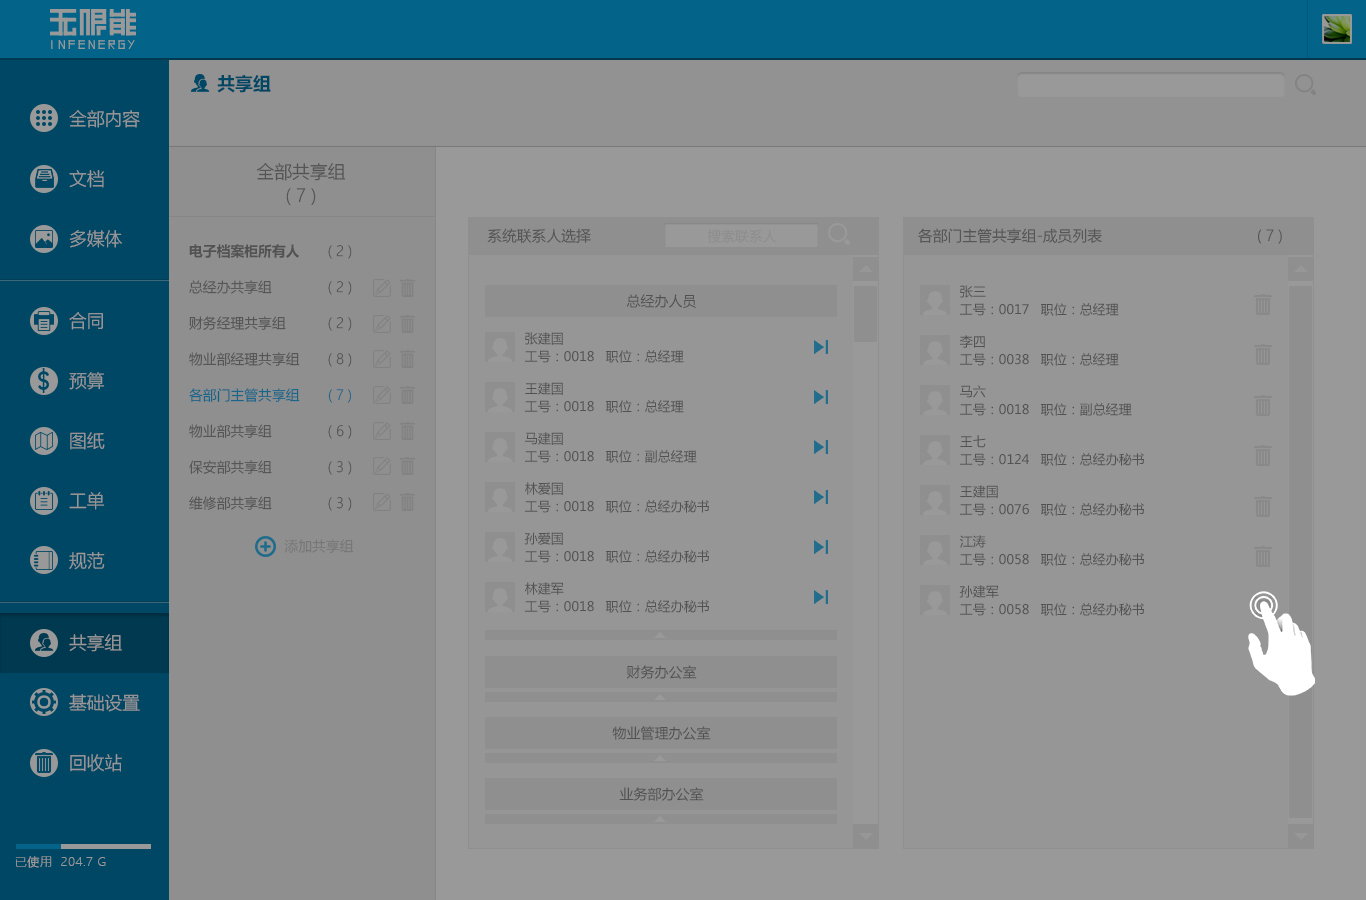 无限能
INFENERGY
全部内容
文档
多媒体
合同
预算
图纸
工单
规范
共享组
基础设置
回收站
已使用 204.7 G
共享组
全部共享组
( 7 )
电子档案柜所有人 ( 2 )
总经办共享组 ( 2 )
财务经理共享组 ( 2 )
物业部经理共享组 ( 8 )
各部门主管共享组 ( 7 )
物业部共享组 ( 6 )
保安部共享组 ( 3 )
维修部共享组 ( 3 )
添加共享组
系统联系人选择 搜索联系人
总经办人员
张建国
工号：0018 职位：总经理
王建国
工号：0018 职位：总经理
马建国
工号：0018 职位：副总经理
林爱国
工号：0018 职位：总经办秘书
孙爱国
工号：0018 职位：总经办秘书
林建军
工号：0018 职位：总经办秘书
财务办公室
物业管理办公室
业务部办公室
各部门主管共享组-成员列表 ( 7 )
张三
工号：0017 职位：总经理
李四
工号：0038 职位：总经理
马六
工号：0018 职位：副总经理
王七
工号：0124 职位：总经办秘书
王建国
工号：0076 职位：总经办秘书
江涛
工号：0058 职位：总经办秘书
孙建军
工号：0058 职位：总经办秘书